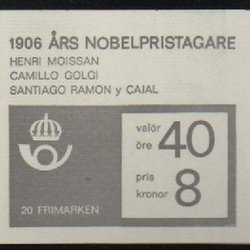 1906 ÅRS NOBELPRISTAGARE
HENRI MOISSAN
CAMILLO GOLGI
SANTIAGO RAMON y CAJAL
valör
öre 40
pris
kronor 8
20 FRIMÄRKEN